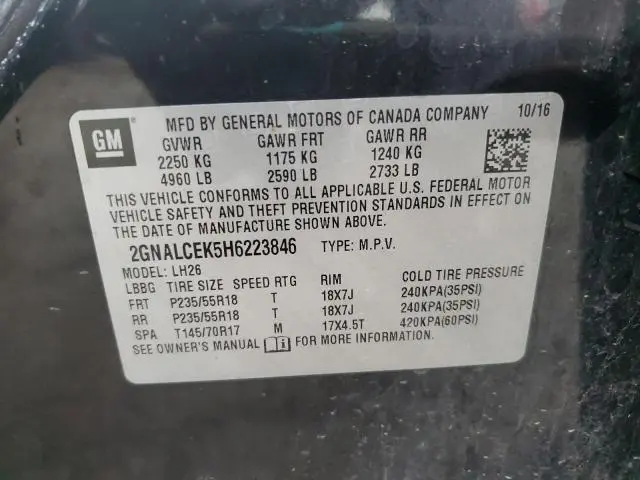 GM
MFD BY GENERAL MOTORS OF CANADA COMPANY 10/16
GVWR GAWR FRT GAWR RR
2250 KG 1175 KG 1240 KG
4960 LB 2590 LB 2733 LB
THIS VEHICLE CONFORMS TO ALL APPLICABLE U.S. FEDERAL MOTOR
VEHICLE SAFETY AND THEFT PREVENTION STANDARDS IN EFFECT ON
THE DATE OF MANUFACTURE SHOWN ABOVE.
2GNALCEK5H6223846 TYPE: M.P.V.
MODEL: LH26
LBBG TIRE SIZE SPEED RTG RIM COLD TIRE PRESSURE
FRT P235/55R18 T 18X7J 240KPA(35PSI)
RR P235/55R18 T 18X7J 240KPA(35PSI)
SPA T145/70R17 M 17X4.5T 420KPA(60PSI)
SEE OWNER'S MANUAL FOR MORE INFORMATION.